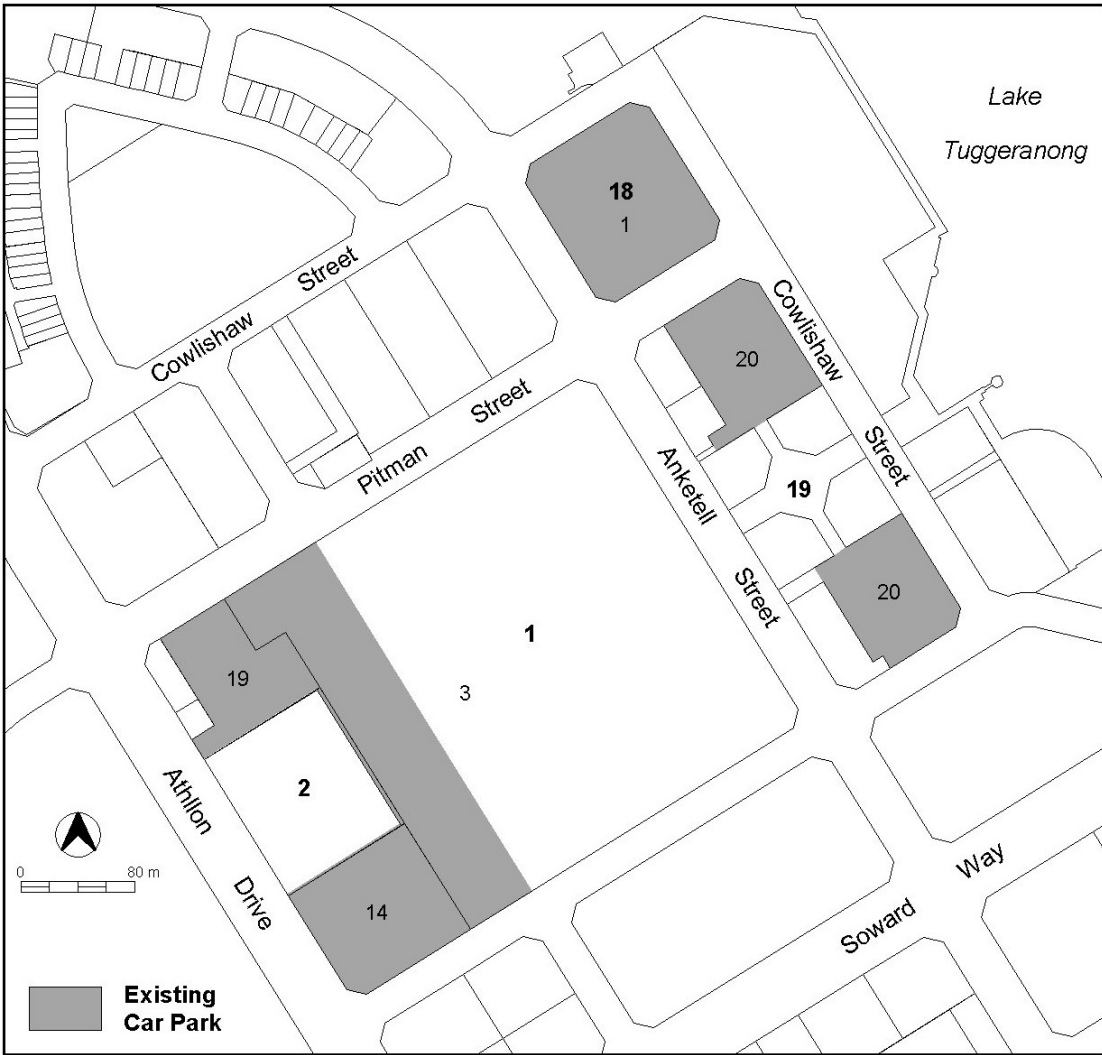 Lake
Tuggeranong
18
1
Cowlishaw
Street
Cowlishaw
Street
20
Pitman
Street
Anketell
Street
19
20
1
3
19
2
14
Athllon
Drive
Soward
Way
0
80 m
Existing
Car Park